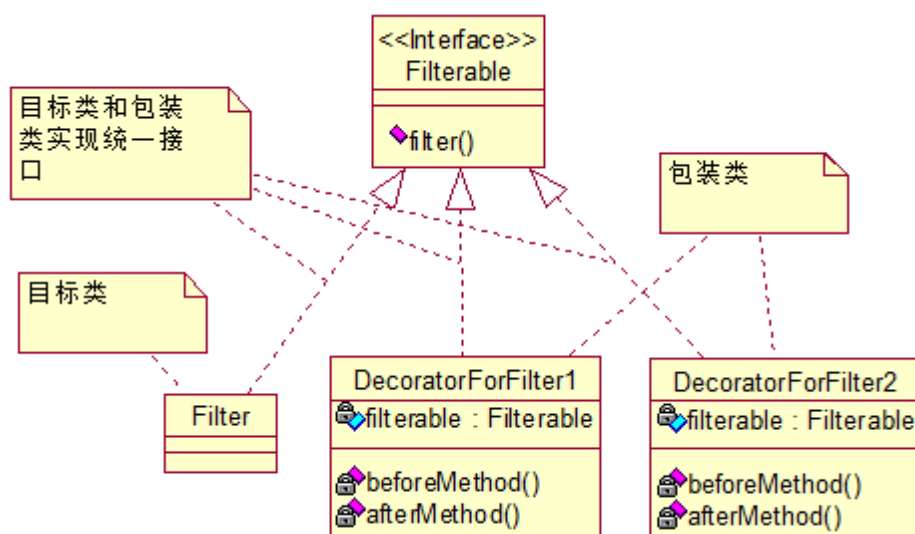 <<Interface>>
Filterable
filter()
目标类和包装
类实现统一接
口
包装类
目标类
Filter
DecoratorForFilter1
filterable : Filterable
beforeMethod()
afterMethod()
DecoratorForFilter2
filterable : Filterable
beforeMethod()
afterMethod()